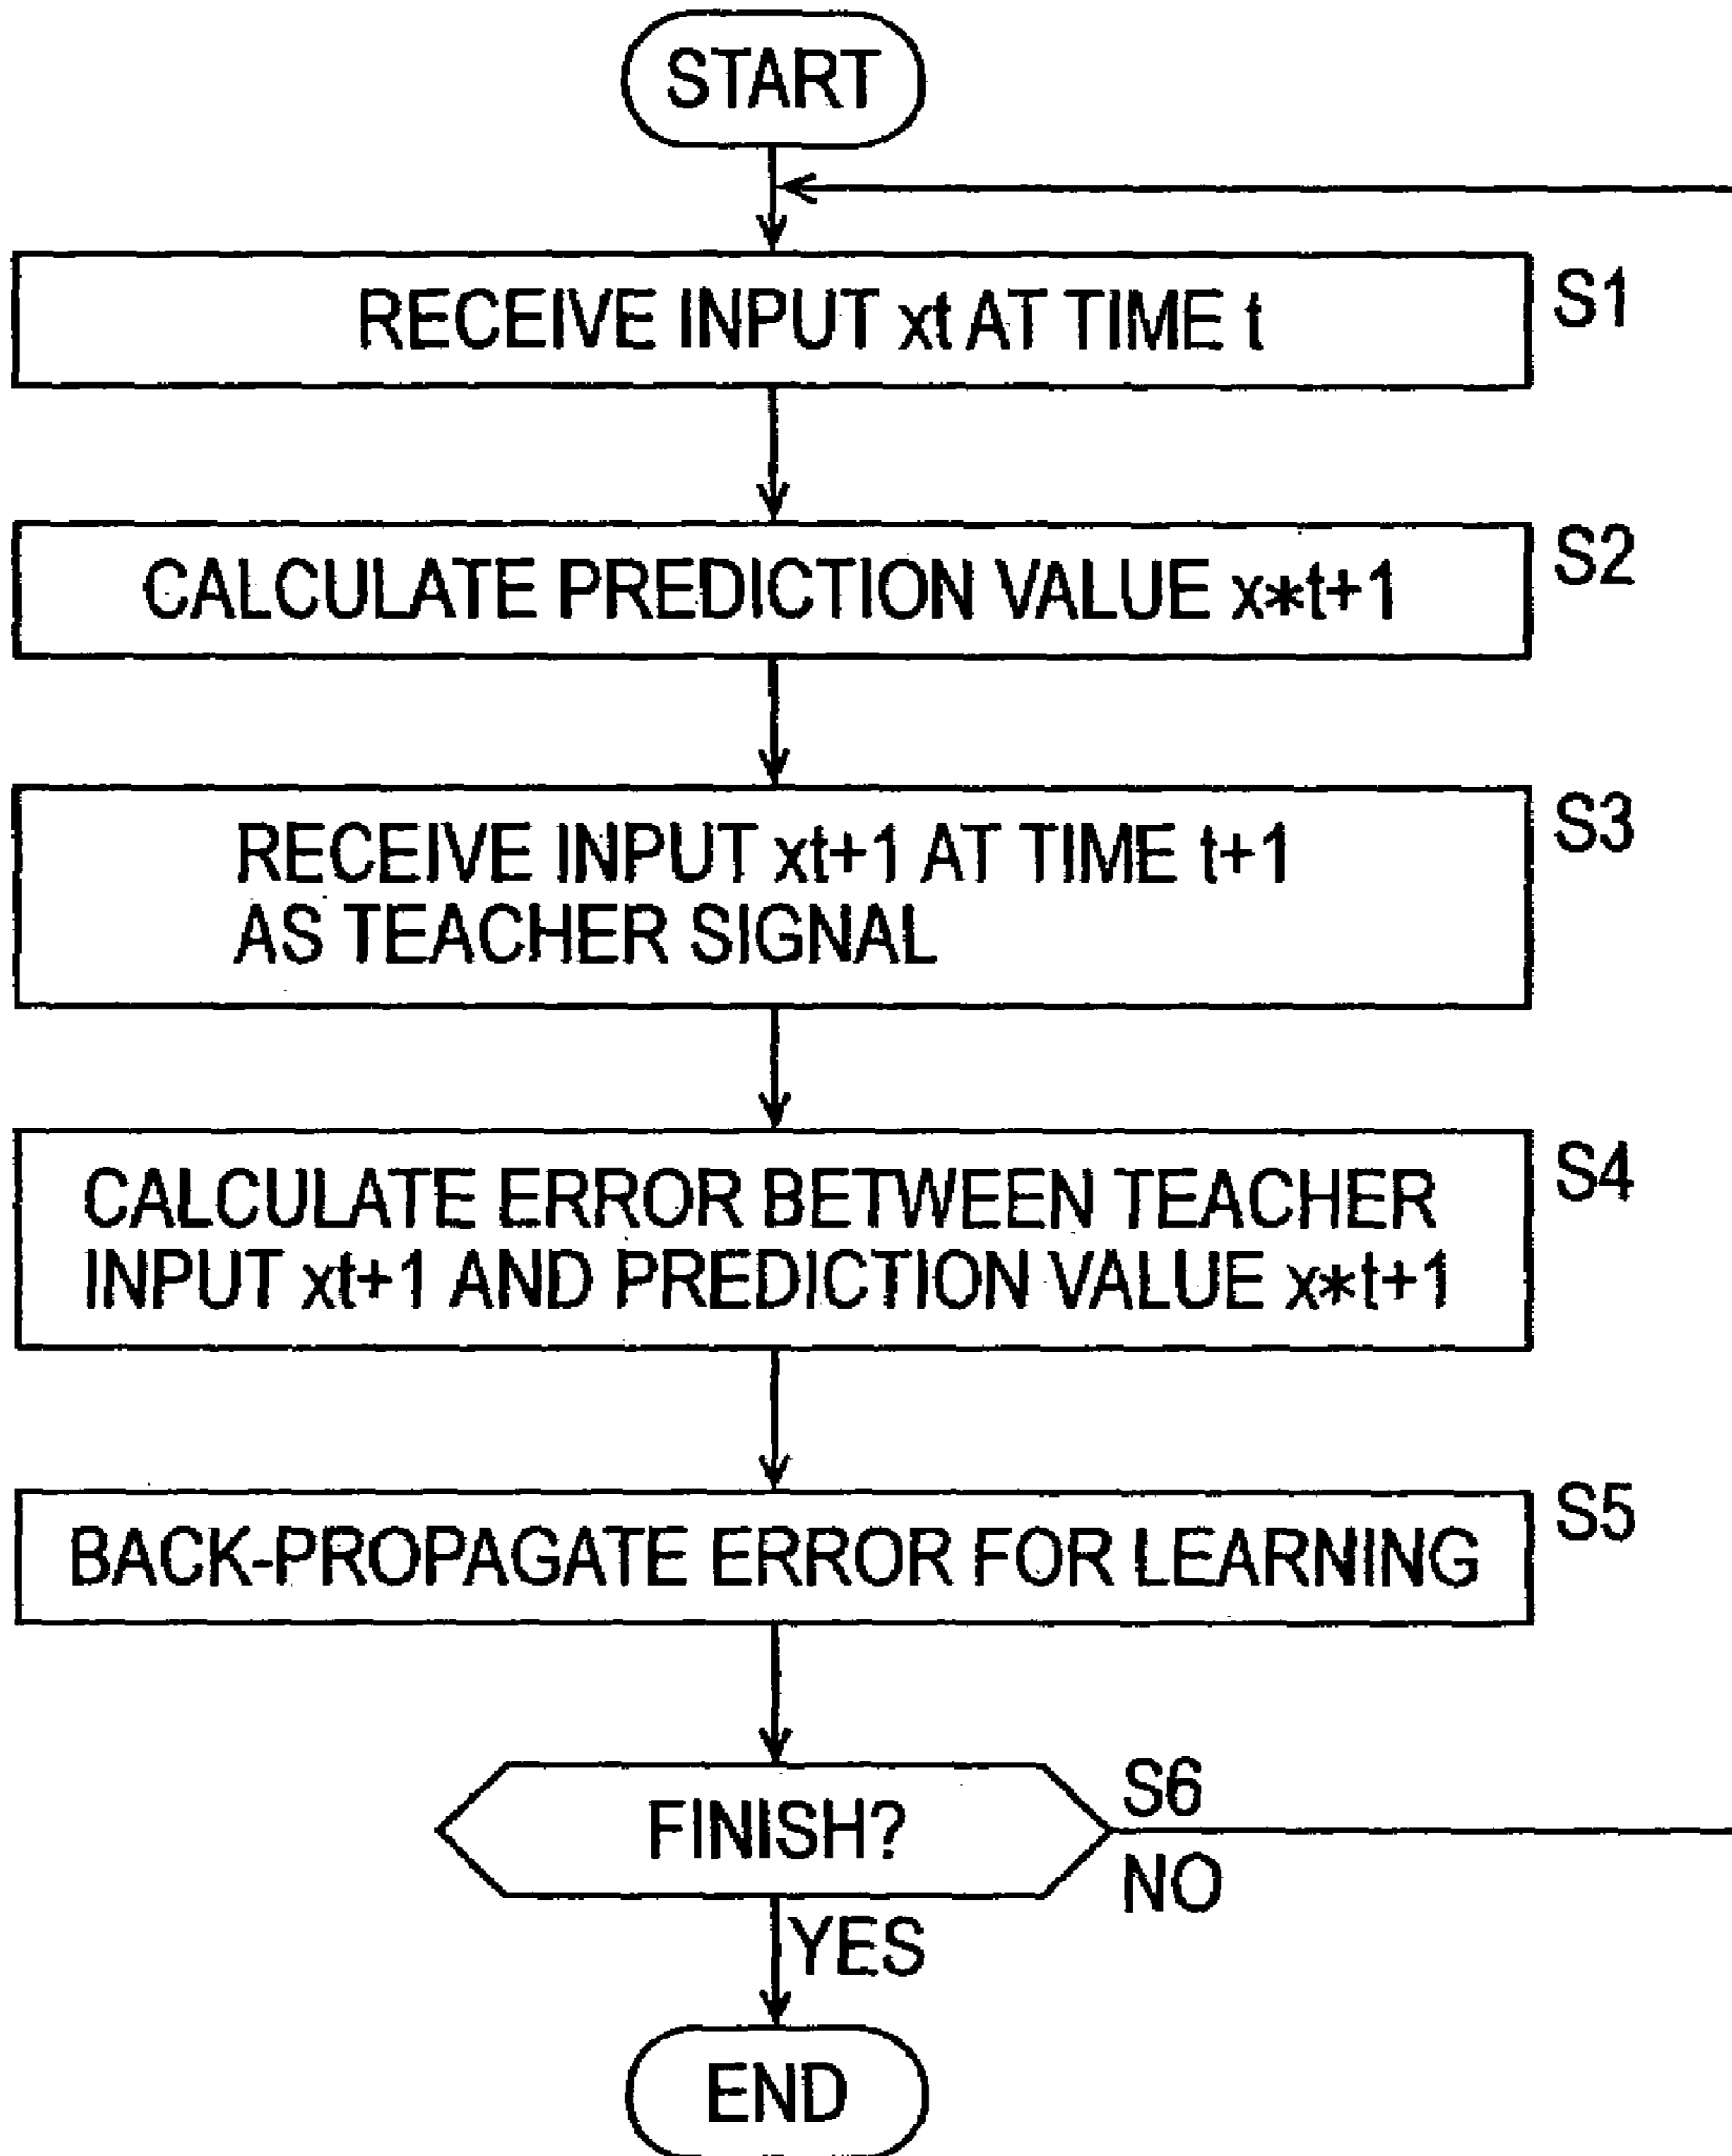 START
RECEIVE INPUT xt AT TIME t
S1
CALCULATE PREDICTION VALUE x*t+1
S2
RECEIVE INPUT xt+1 AT TIME t+1
AS TEACHER SIGNAL
S3
CALCULATE ERROR BETWEEN TEACHER
INPUT xt+1 AND PREDICTION VALUE x*t+1
S4
BACK-PROPAGATE ERROR FOR LEARNING
S5
FINISH?
S6
NO
YES
END